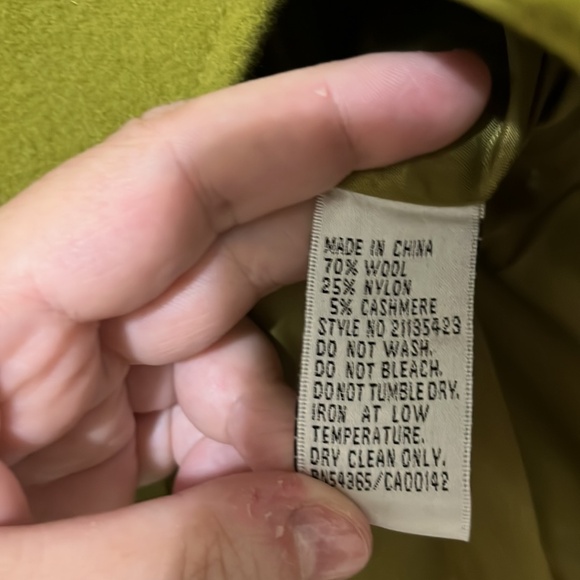 MADE IN CHINA
70% WOOL
25% NYLON
5% CASHMERE
STYLE NO 21135423
DO NOT WASH.
DO NOT BLEACH.
DO NOT TUMBLE DRY.
IRON AT LOW
TEMPERATURE.
DRY CLEAN ONLY.
RN54365/CA00142